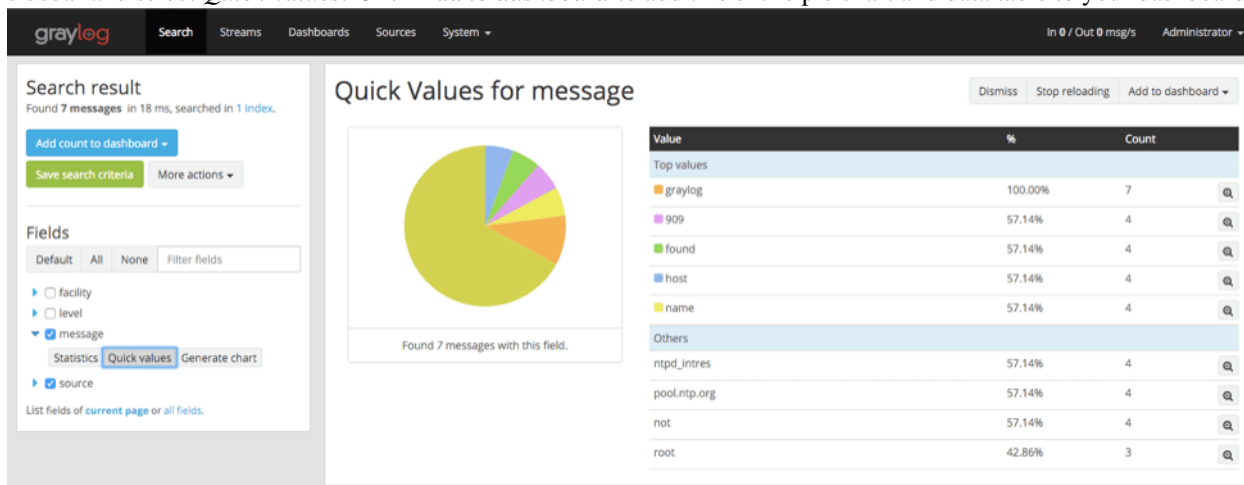 graylog Search Streams Dashboards Sources System In 0 / Out 0 msg/s Administrator
Search result
Found 7 messages in 18 ms, searched in 1 index.
Add count to dashboard
Save search criteria More actions
Fields
Default All None Filter fields
facility
level
message
Statistics Quick values Generate chart
source
List fields of current page or all fields.
Quick Values for message
Dismiss Stop reloading Add to dashboard
Found 7 messages with this field.
Value % Count
Top values
graylog 100.00% 7
909 57.14% 4
found 57.14% 4
host 57.14% 4
name 57.14% 4
Others
ntpd_intres 57.14% 4
pool.ntp.org 57.14% 4
not 57.14% 4
root 42.86% 3